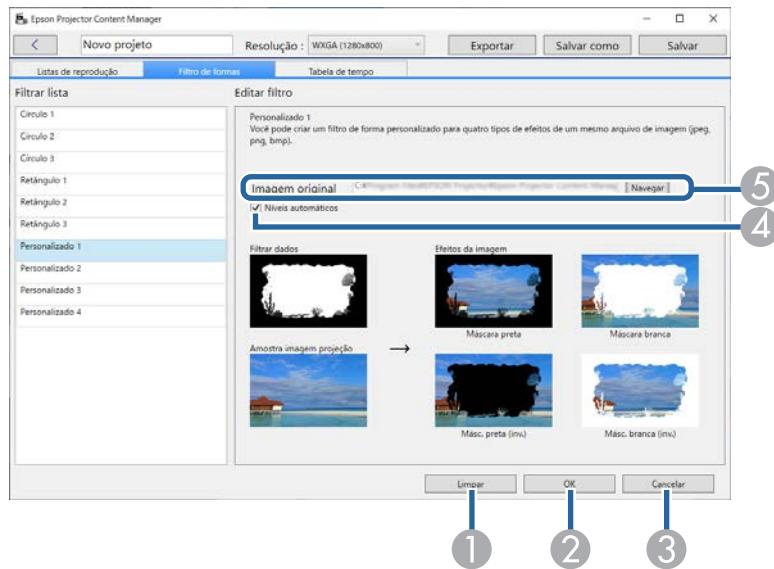 Epson Projector Content Manager
Novo projeto Resolução : WXGA (1280x800) Exportar Salvar como Salvar
Listas de reprodução Filtro de formas Tabela de tempo
Filtrar lista
Círculo 1
Círculo 2
Círculo 3
Retângulo 1
Retângulo 2
Retângulo 3
Personalizado 1
Personalizado 2
Personalizado 3
Personalizado 4
Editar filtro
Personalizado 1
Você pode criar um filtro de forma personalizado para quatro tipos de efeitos de um mesmo arquivo de imagem (jpeg,
png, bmp).
Imagem original Navegar 5
Níveis automáticos 4
Filtrar dados Efeitos da imagem
Máscara preta Máscara branca
Amostra imagem projeção →
Másc. preta (inv.) Másc. branca (inv.)
Limpar OK Cancelar
1 2 3